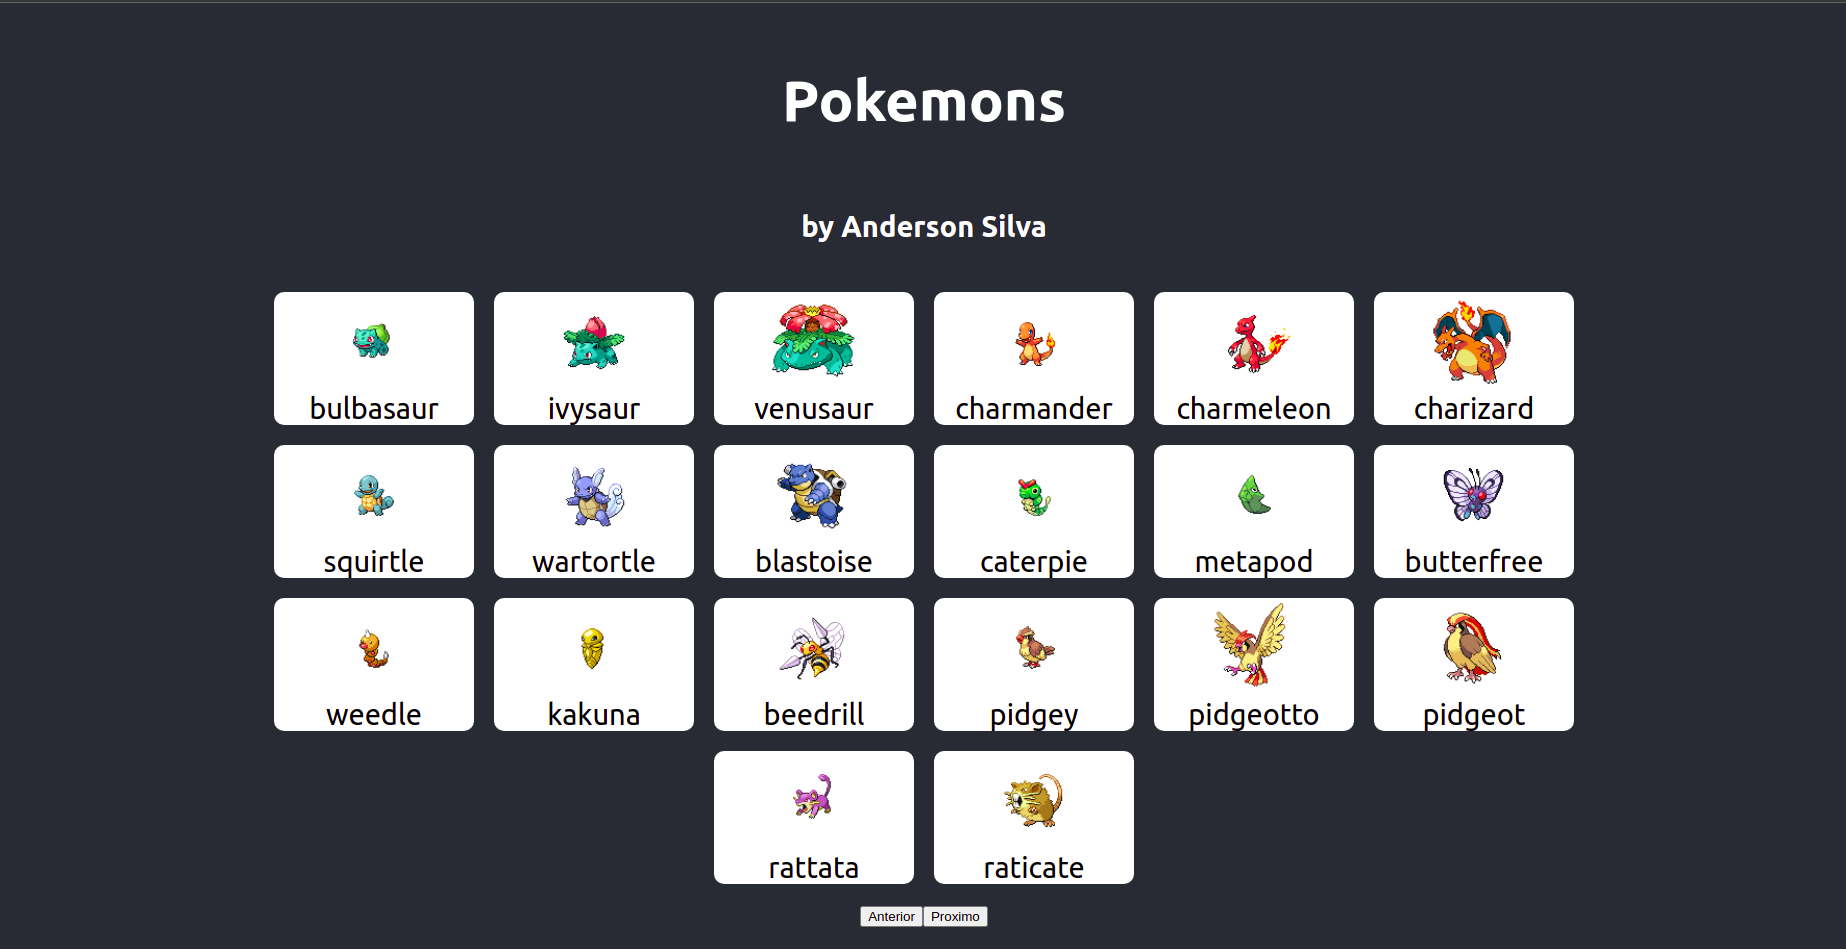 Pokemons
by Anderson Silva
bulbasaur ivysaur venusaur charmander charmeleon charizard
squirtle wartortle blastoise caterpie metapod butterfree
weedle kakuna beedrill pidgey pidgeotto pidgeot
rattata raticate
Anterior Proximo